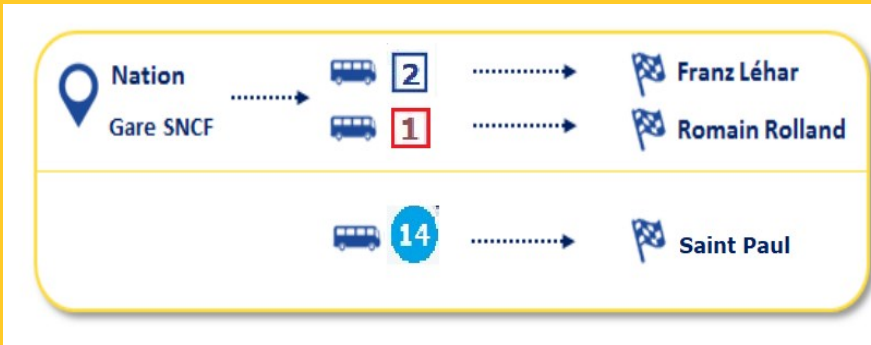 Nation 2 Franz Léhar
Gare SNCF 1 Romain Rolland
14 Saint Paul